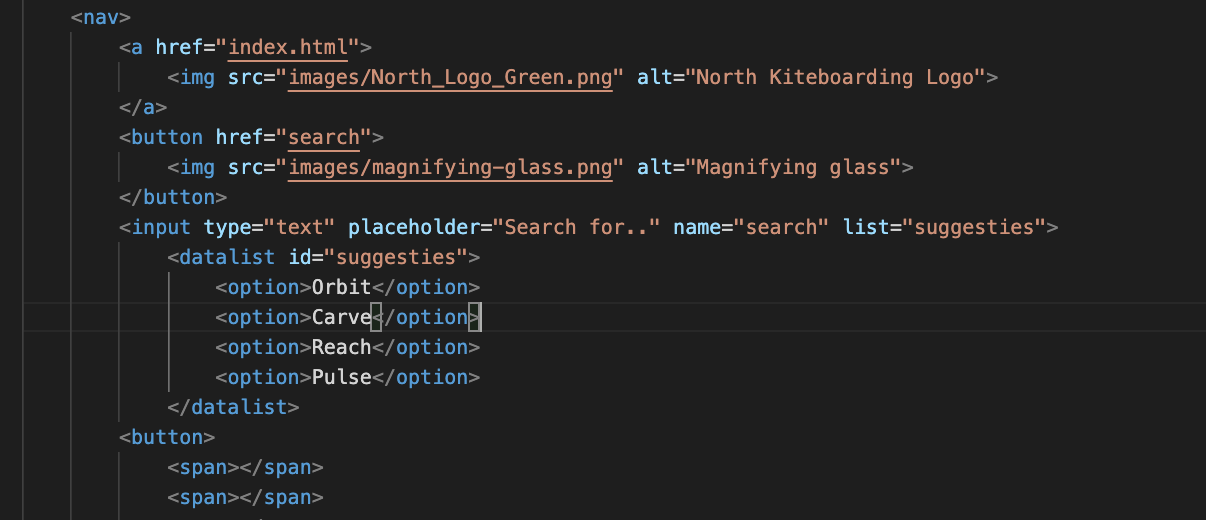 <nav>
<a href="index.html">
<img src="images/North_Logo_Green.png" alt="North Kiteboarding Logo">
</a>
<button href="search">
<img src="images/magnifying-glass.png" alt="Magnifying glass">
</button>
<input type="text" placeholder="Search for.." name="search" list="suggesties">
<datalist id="suggesties">
<option>Orbit</option>
<option>Carve</option>
<option>Reach</option>
<option>Pulse</option>
</datalist>
<button>
<span></span>
<span></span>